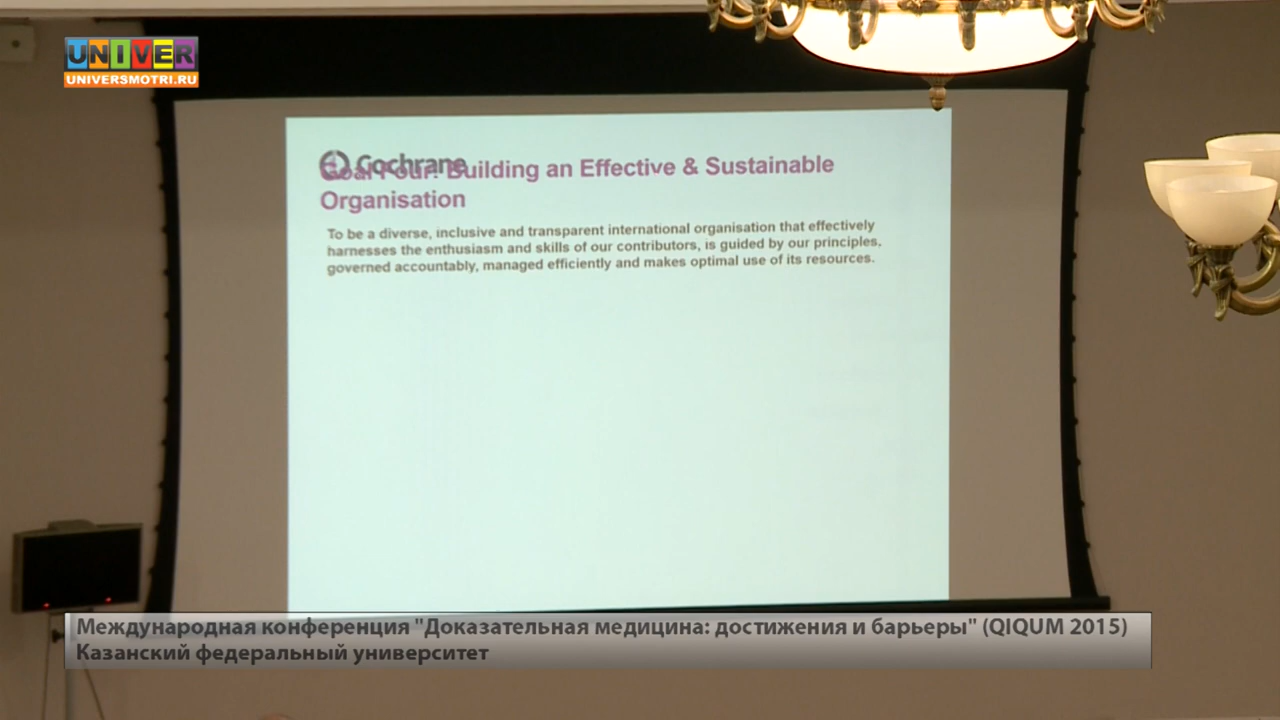 UNIVER
UNIVERSMOTRI.RU
Cochrane
Goal Four: Building an Effective & Sustainable
Organisation
To be a diverse, inclusive and transparent international organisation that effectively
harnesses the enthusiasm and skills of our contributors, is guided by our principles,
governed accountably, managed efficiently and makes optimal use of its resources.
Международная конференция "Доказательная медицина: достижения и барьеры" (QIQUM 2015)
Казанский федеральный университет